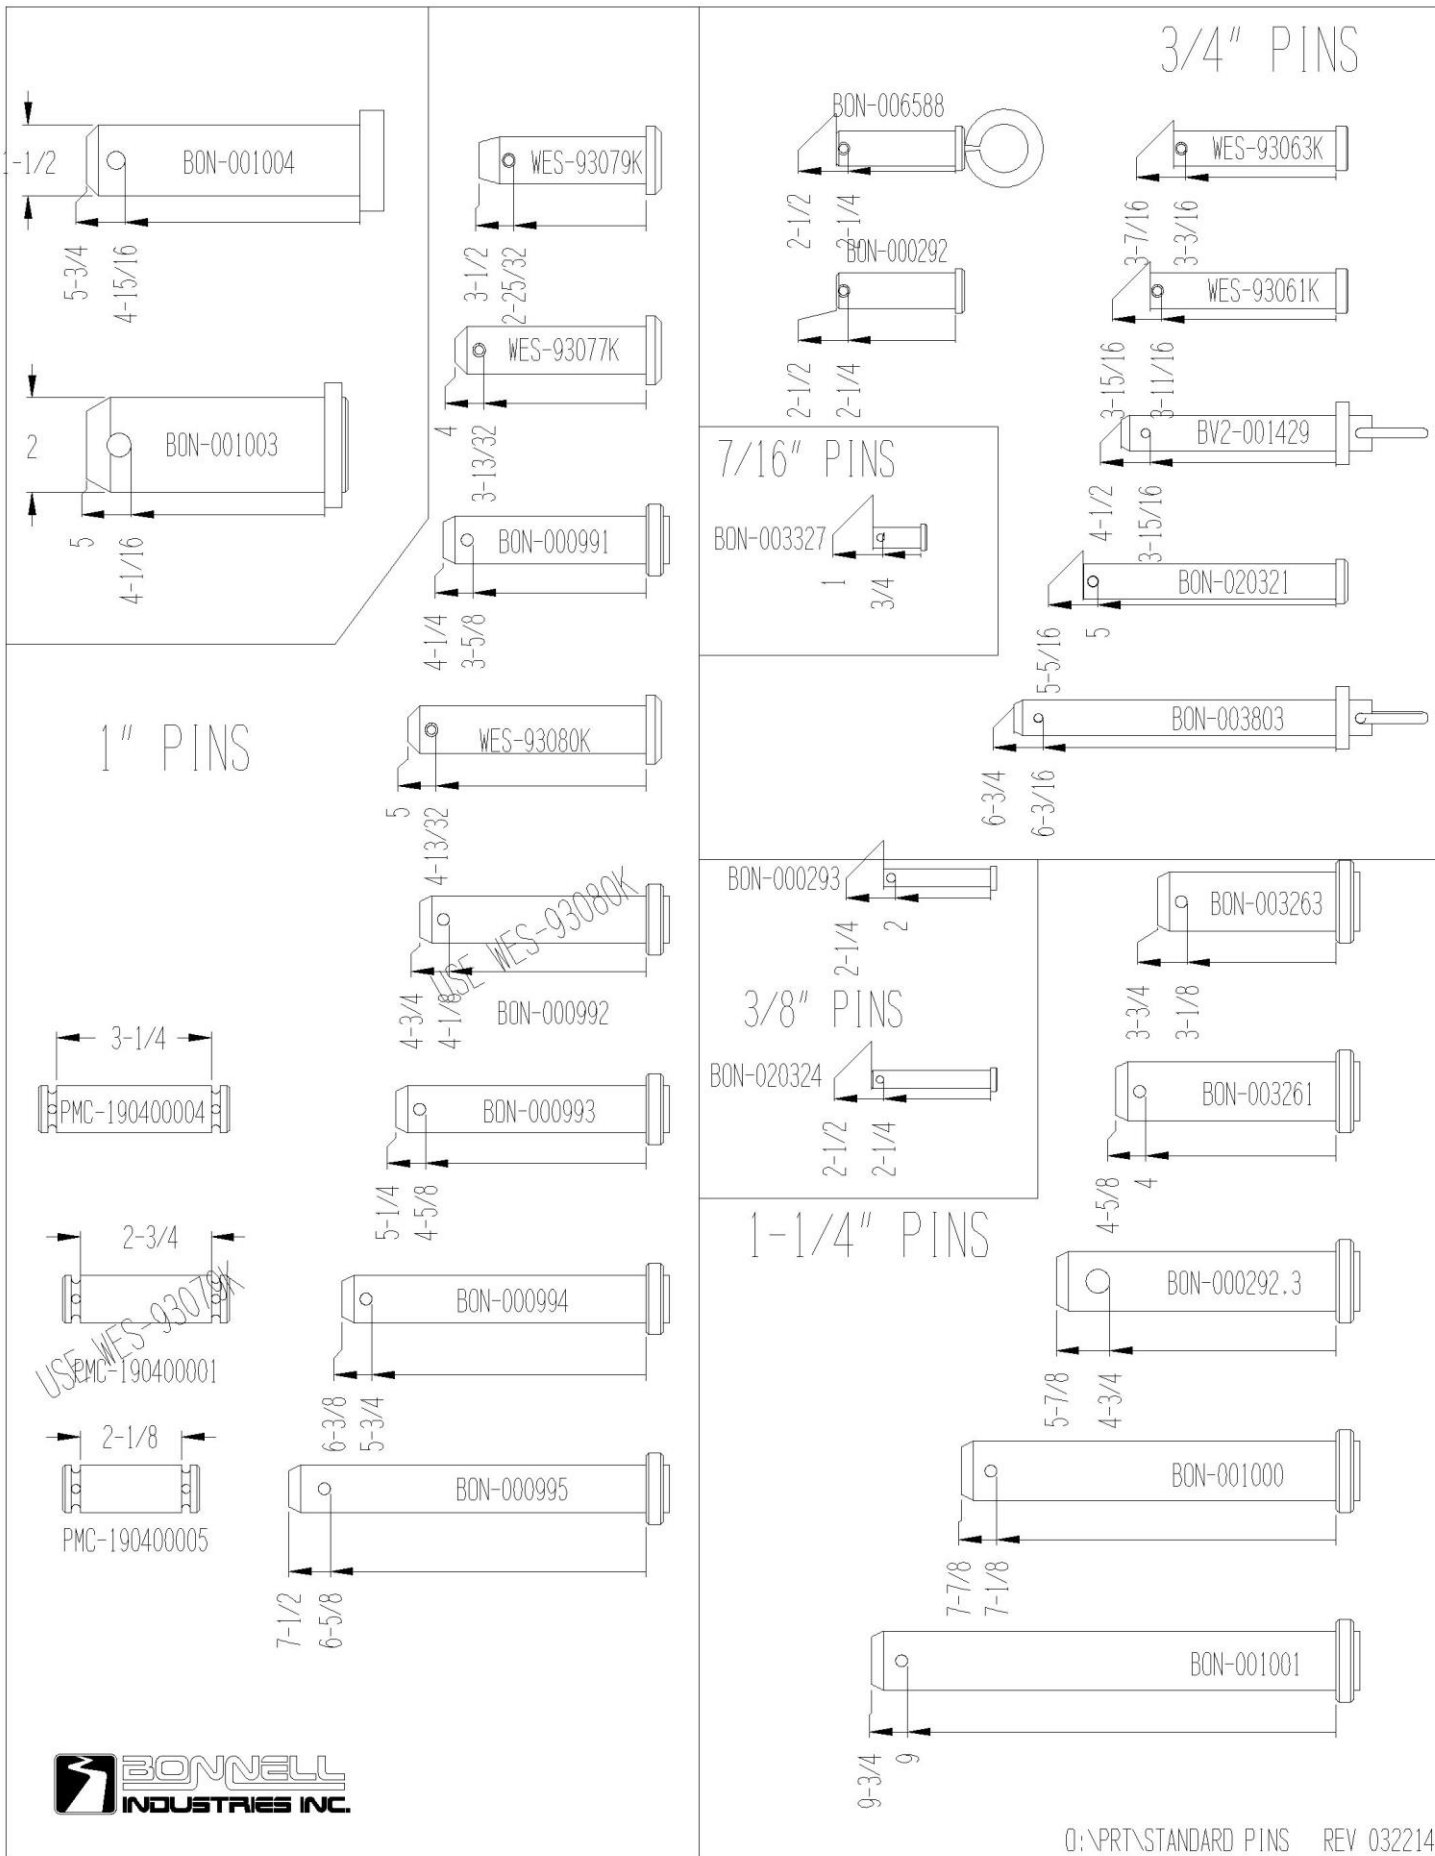 1-1/2
BON-001004
5-3/4
4-15/16
2
BON-001003
5
4-1/16
1" PINS
WES-93079K
3-1/2
2-25/32
WES-93077K
4
3-13/32
BON-000991
4-1/4
3-5/8
WES-93080K
5
4-13/32
USE WES-93080K
4-3/4
4-1/8
BON-000992
BON-000993
5-1/4
4-5/8
BON-000994
6-3/8
5-3/4
BON-000995
7-1/2
6-5/8
3-1/4
PMC-190400004
2-3/4
USE WES-93079K
PMC-190400001
2-1/8
PMC-190400005
3/4" PINS
BON-006588
2-1/2
2-1/4
BON-000292
2-1/2
2-1/4
WES-93063K
3-7/16
3-3/16
WES-93061K
3-15/16
3-11/16
BV2-001429
4-1/2
3-15/16
BON-020321
5-5/16
5
BON-003803
6-3/4
6-3/16
7/16" PINS
BON-003327
1
3/4
BON-000293
2-1/4
2
3/8" PINS
BON-020324
2-1/2
2-1/4
1-1/4" PINS
BON-003263
3-3/4
3-1/8
BON-003261
4-5/8
4
BON-000292.3
5-7/8
4-3/4
BON-001000
7-7/8
7-1/8
BON-001001
9-3/4
9
BONNELL
INDUSTRIES INC.
O:\PRT\STANDARD PINS REV 032214